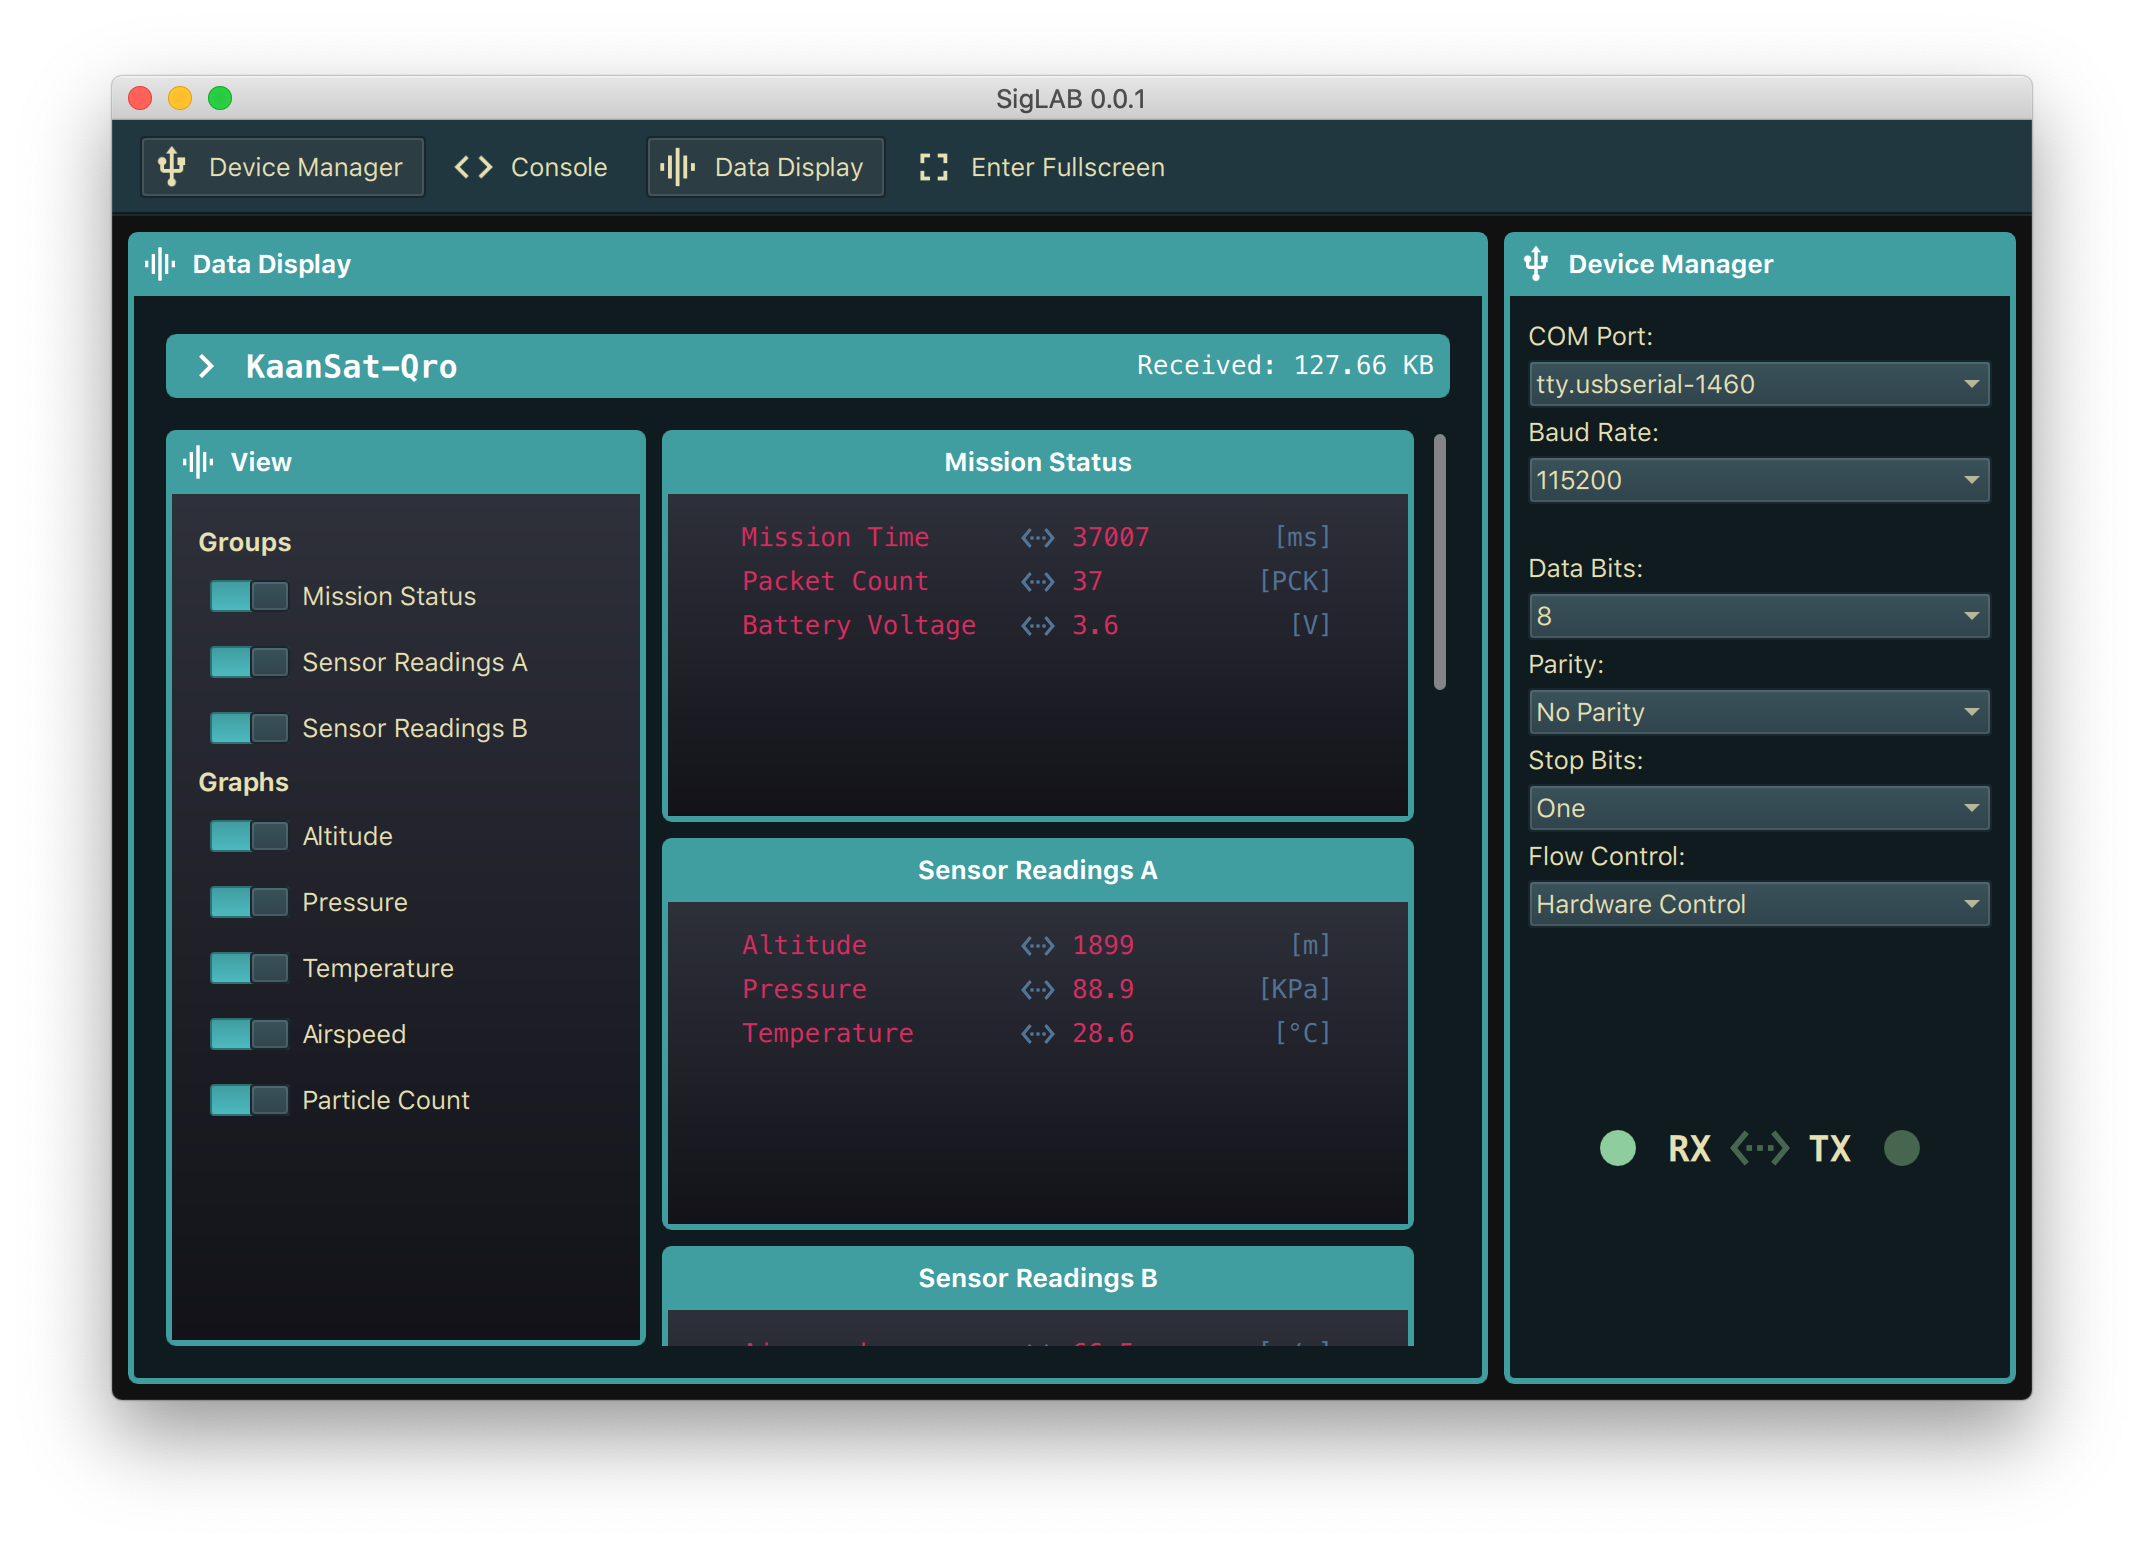 SigLAB 0.0.1
Device Manager
Console
Data Display
Enter Fullscreen
Data Display
KaanSat-Qro
Received: 127.66 KB
View
Groups
Mission Status
Sensor Readings A
Sensor Readings B
Graphs
Altitude
Pressure
Temperature
Airspeed
Particle Count
Mission Status
Mission Time 37007 [ms]
Packet Count 37 [PCK]
Battery Voltage 3.6 [V]
Sensor Readings A
Altitude 1899 [m]
Pressure 88.9 [KPa]
Temperature 28.6 [°C]
Sensor Readings B
Device Manager
COM Port:
tty.usbserial-1460
Baud Rate:
115200
Data Bits:
8
Parity:
No Parity
Stop Bits:
One
Flow Control:
Hardware Control
RX TX